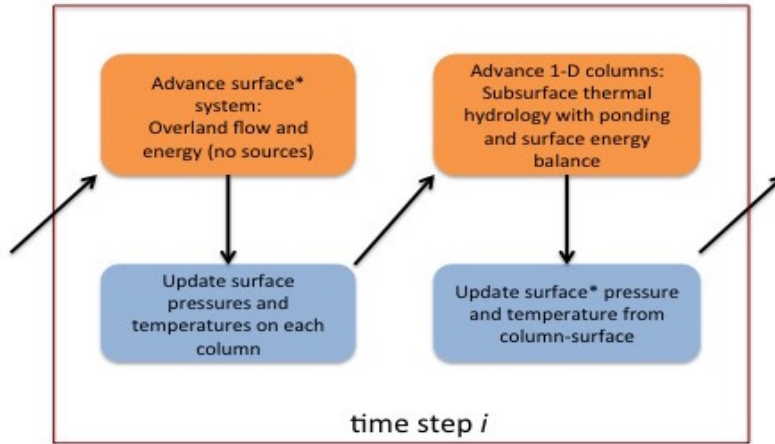 Advance surface*
system:
Overland flow and
energy (no sources)
Update surface
pressures and
temperatures on each
column
Advance 1-D columns:
Subsurface thermal
hydrology with ponding
and surface energy
balance
Update surface* pressure
and temperature from
column-surface
time step i